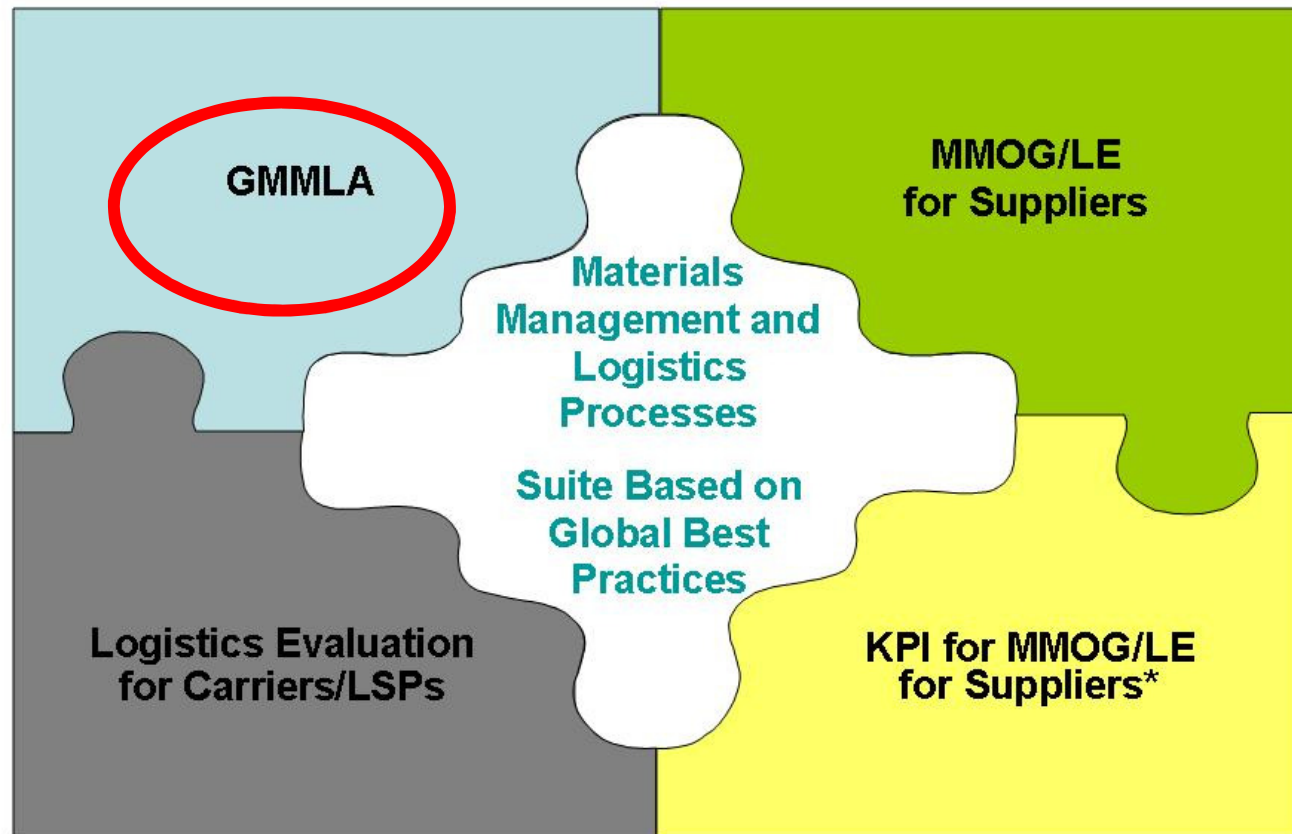 GMMLA
MMOG/LE
for Suppliers
Materials
Management and
Logistics
Processes
Suite Based on
Global Best
Practices
Logistics Evaluation
for Carriers/LSPs
KPI for MMOG/LE
for Suppliers*